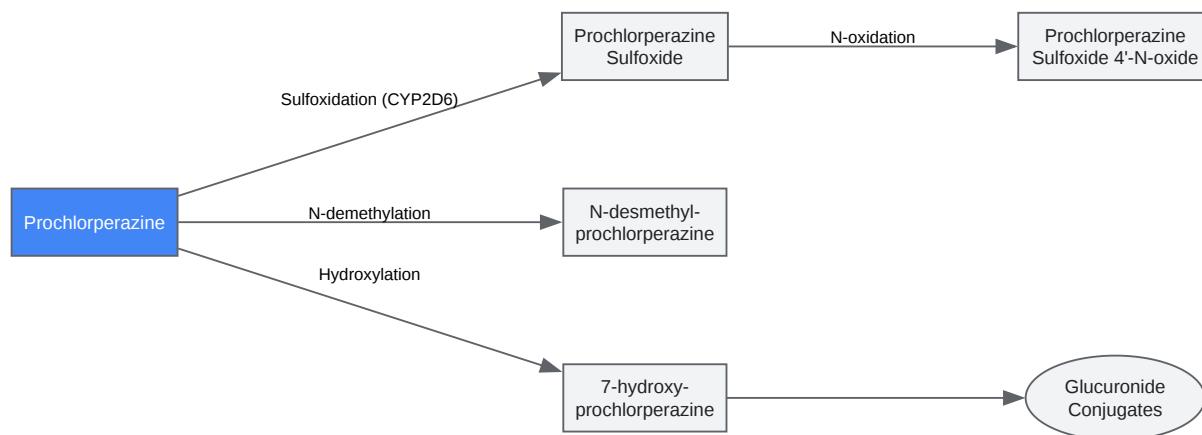 Prochlorperazine
Sulfoxide
N-oxidation
Prochlorperazine
Sulfoxide 4'-N-oxide
Sulfoxidation (CYP2D6)
Prochlorperazine
N-demethylation
N-desmethyl-
prochlorperazine
Hydroxylation
7-hydroxy-
prochlorperazine
Glucuronide
Conjugates